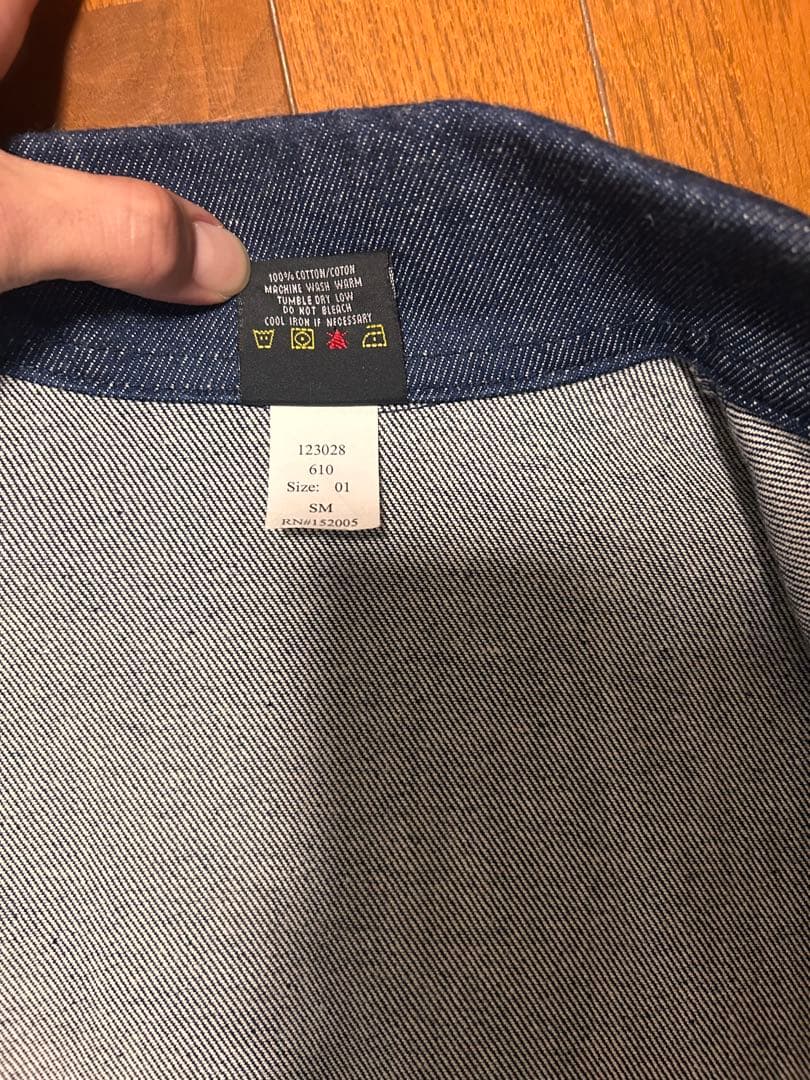 100% COTTON/COTON
MACHINE WASH WARM
TUMBLE DRY LOW
DO NOT BLEACH
COOL IRON IF NECESSARY
123028
610
Size: 01
SM
RN#152005